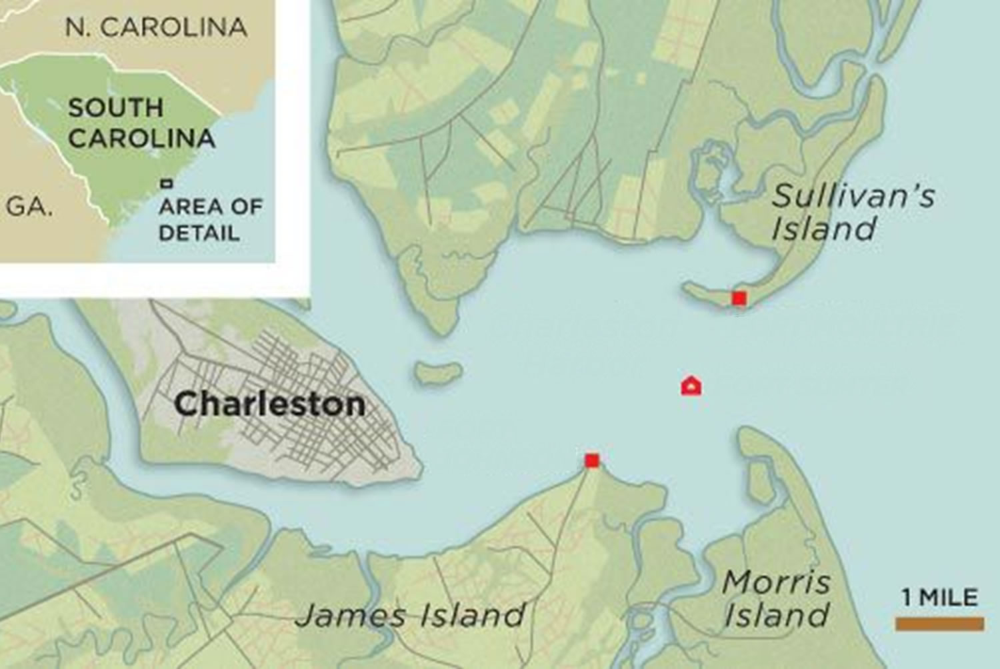 N. CAROLINA
SOUTH
CAROLINA
GA.
AREA OF
DETAIL
Sullivan's
Island
Charleston
James Island
Morris
Island
1 MILE